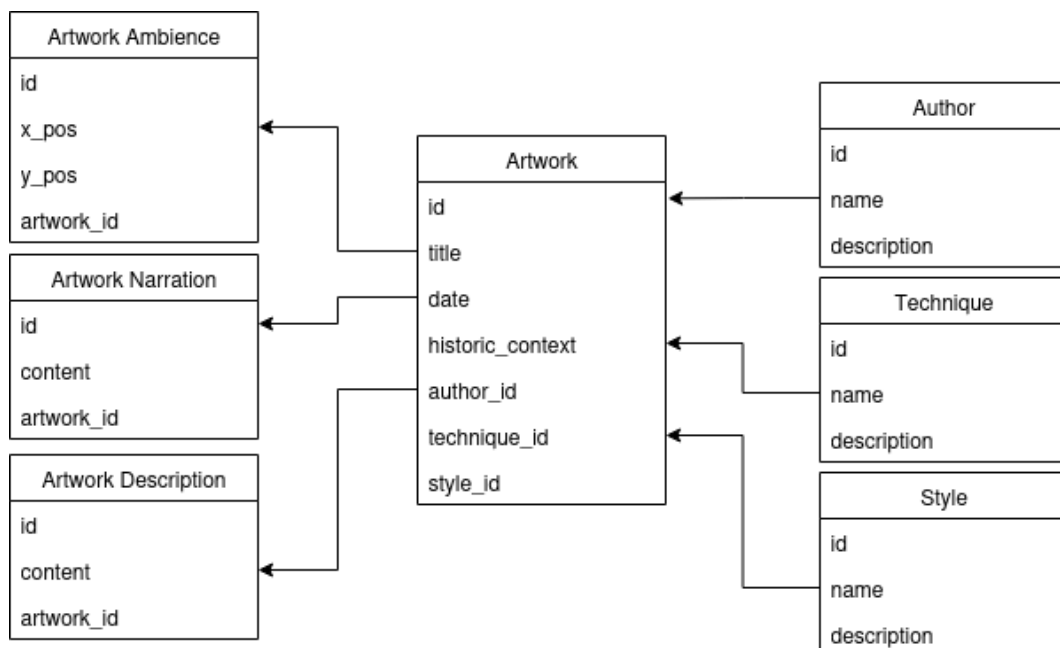 Artwork Ambience
id
x_pos
y_pos
artwork_id
Artwork Narration
id
content
artwork_id
Artwork Description
id
content
artwork_id
Artwork
id
title
date
historic_context
author_id
technique_id
style_id
Author
id
name
description
Technique
id
name
description
Style
id
name
description